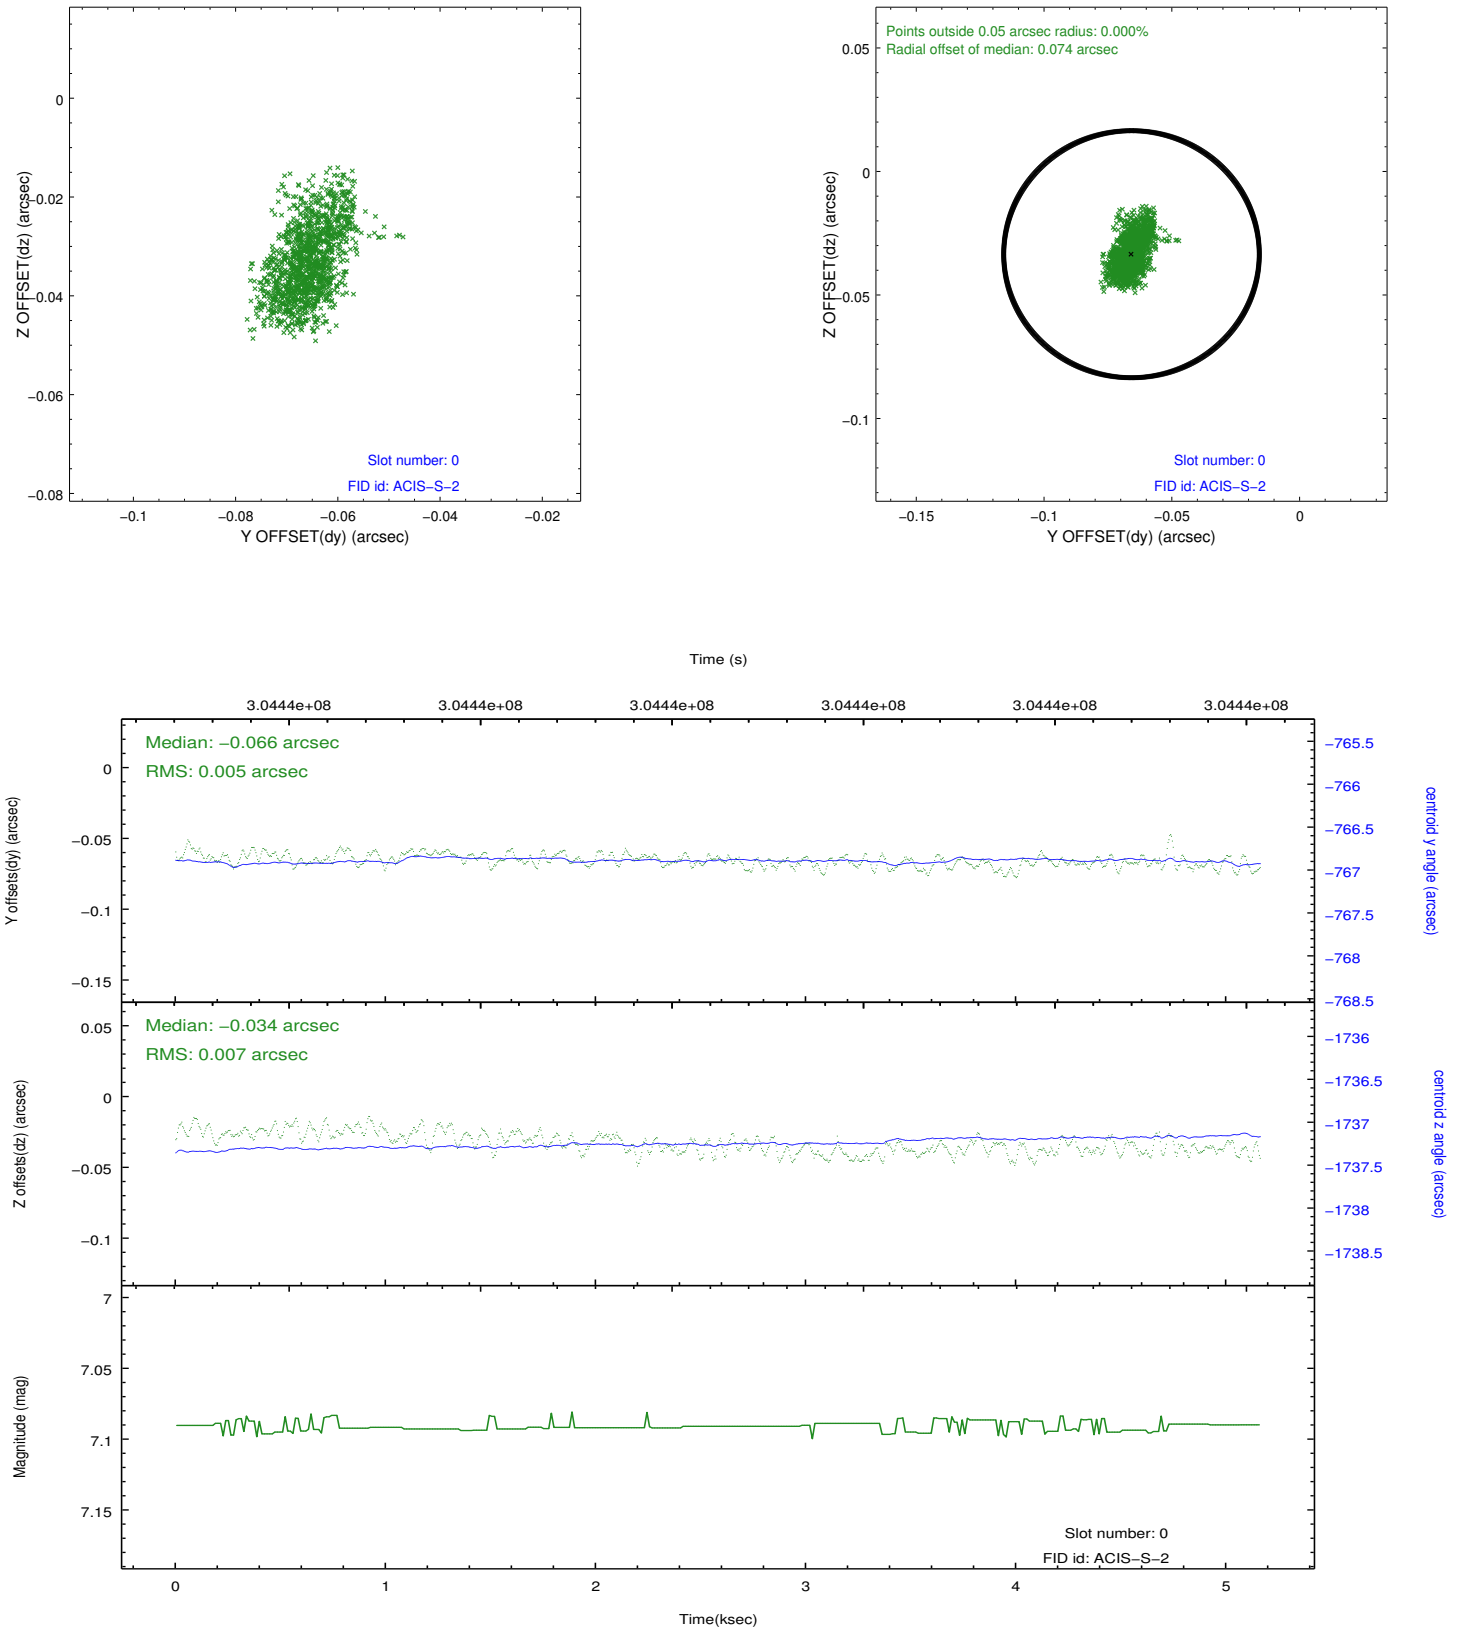 0
−0.02
−0.04
−0.06
−0.08
Z OFFSET(dz) (arcsec)
Slot number: 0
FID id: ACIS−S−2
−0.1 −0.08 −0.06 −0.04 −0.02
Y OFFSET(dy) (arcsec)
Points outside 0.05 arcsec radius: 0.000%
Radial offset of median: 0.074 arcsec
0.05
0
−0.05
−0.1
Z OFFSET(dz) (arcsec)
Slot number: 0
FID id: ACIS−S−2
−0.15 −0.1 −0.05 0
Y OFFSET(dy) (arcsec)
Time (s)
3.0444e+08 3.0444e+08 3.0444e+08 3.0444e+08 3.0444e+08 3.0444e+08
Median: −0.066 arcsec
RMS: 0.005 arcsec
0
−0.05
−0.1
−0.15
Y offsets(dy) (arcsec)
−765.5
−766
−766.5
−767
−767.5
−768
−768.5
centroid y angle (arcsec)
Median: −0.034 arcsec
RMS: 0.007 arcsec
0.05
0
−0.05
−0.1
Z offsets(dz) (arcsec)
−1736
−1736.5
−1737
−1737.5
−1738
−1738.5
centroid z angle (arcsec)
7
7.05
7.1
7.15
Magnitude (mag)
Slot number: 0
FID id: ACIS−S−2
0 1 2 3 4 5
Time(ksec)